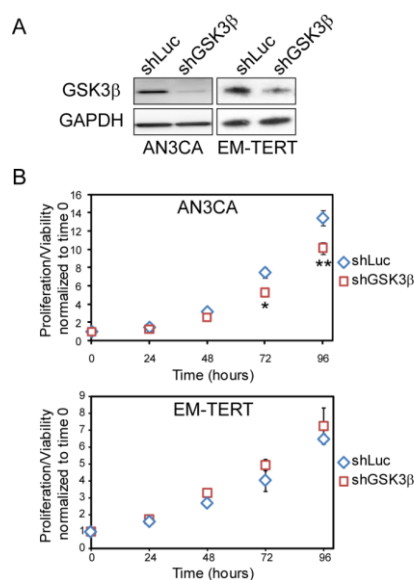 A
shLuc shGSK3β shLuc shGSK3β
GSK3β
GAPDH
AN3CA EM-TERT
B
AN3CA
Proliferation/Viability
normalized to time 0
16
14
12
10
8
6
4
2
0
0 24 48 72 96
Time (hours)
* **
shLuc
shGSK3β
EM-TERT
Proliferation/Viability
normalized to time 0
9
8
7
6
5
4
3
2
1
0
0 24 48 72 96
Time (hours)
shLuc
shGSK3β